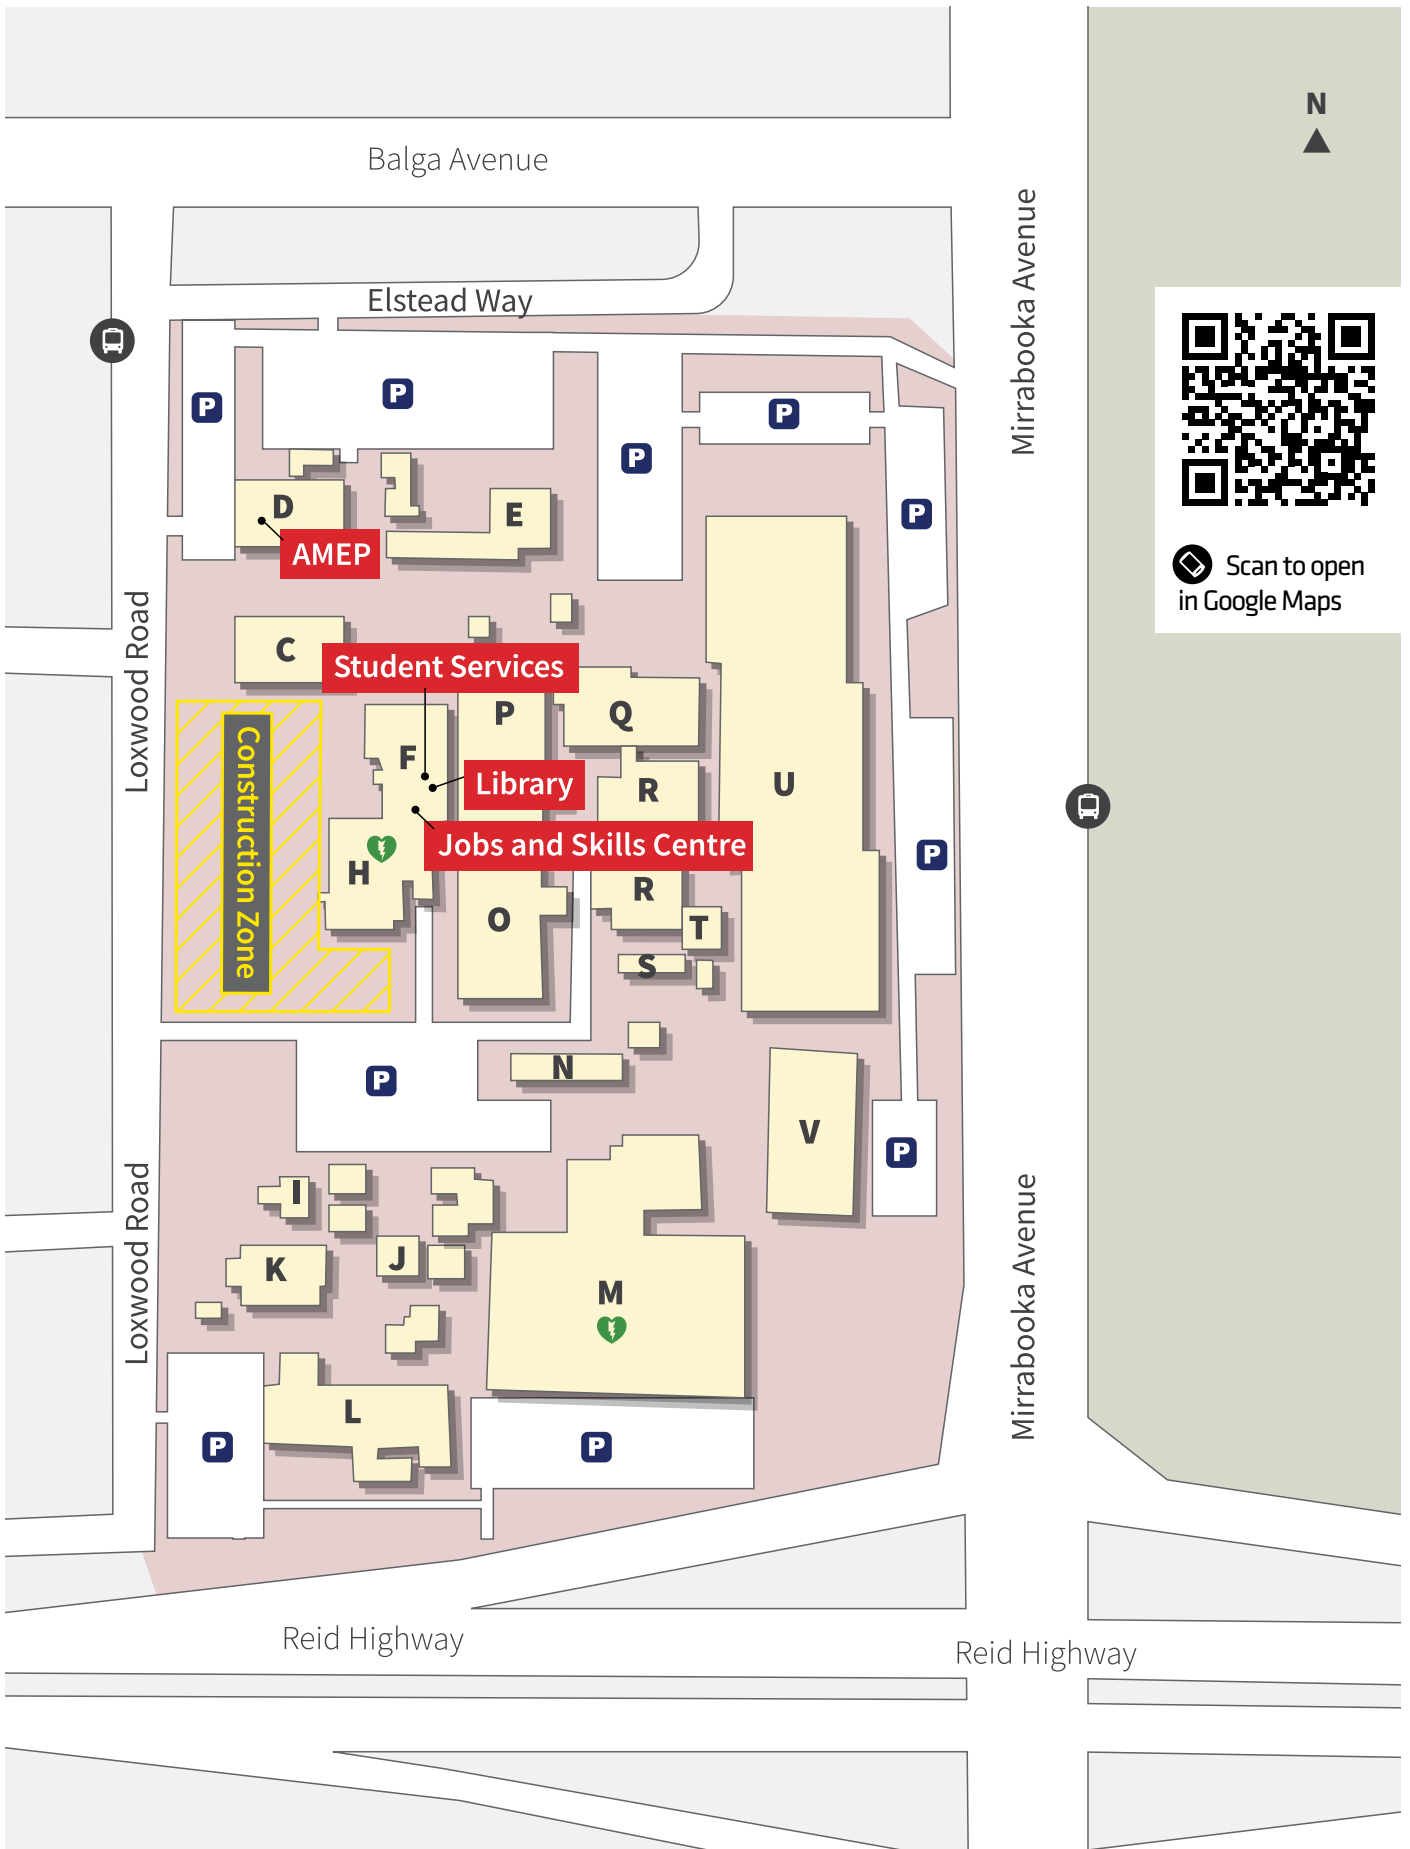 N
Balga Avenue
Mirrabooka Avenue
Elstead Way
P
P
P
P
D
E
P
AMEP
Scan to open
in Google Maps
Loxwood Road
C
Student Services
P
Q
Construction Zone
F
Library
R
U
Jobs and Skills Centre
P
H
R
O
T
S
N
P
V
P
Loxwood Road
I
Mirrabooka Avenue
J
K
M
L
P
P
Reid Highway
Reid Highway